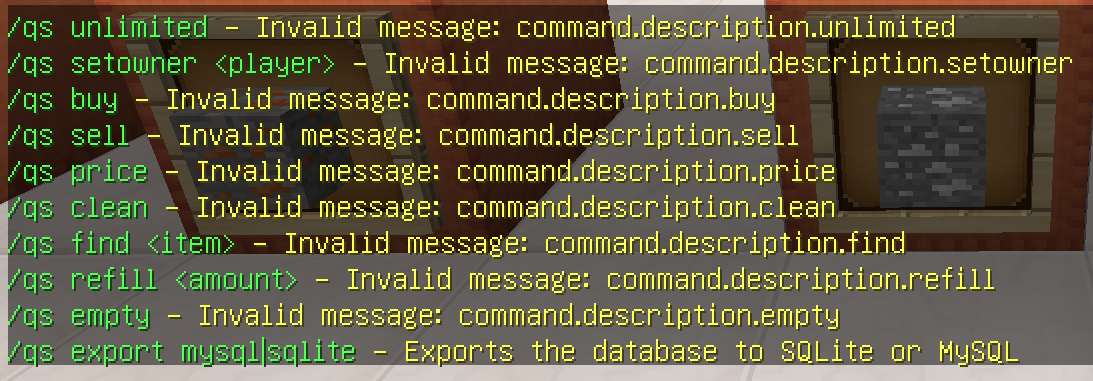 /qs unlimited - Invalid message: command.description.unlimited
/qs setowner <player> - Invalid message: command.description.setowner
/qs buy - Invalid message: command.description.buy
/qs sell - Invalid message: command.description.sell
/qs price - Invalid message: command.description.price
/qs clean - Invalid message: command.description.clean
/qs find <item> - Invalid message: command.description.find
/qs refill <amount> - Invalid message: command.description.refill
/qs empty - Invalid message: command.description.empty
/qs export mysql|sqlite - Exports the database to SQLite or MySQL